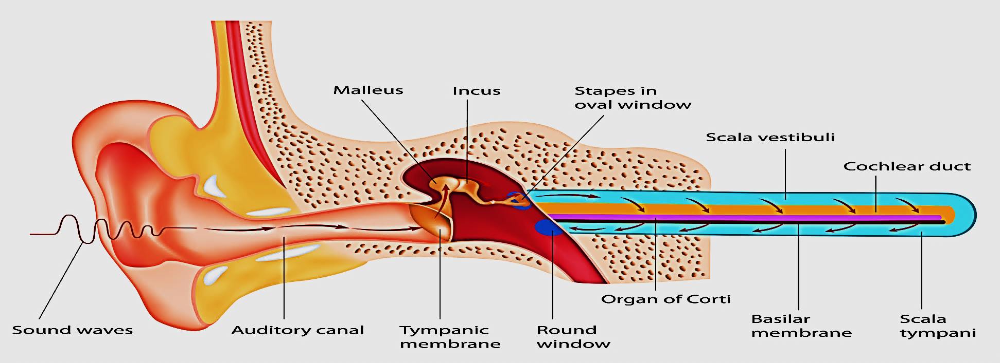 Malleus
Incus
Stapes in
oval window
Scala vestibuli
Cochlear duct
Organ of Corti
Sound waves
Auditory canal
Tympanic
membrane
Round
window
Basilar
membrane
Scala
tympani